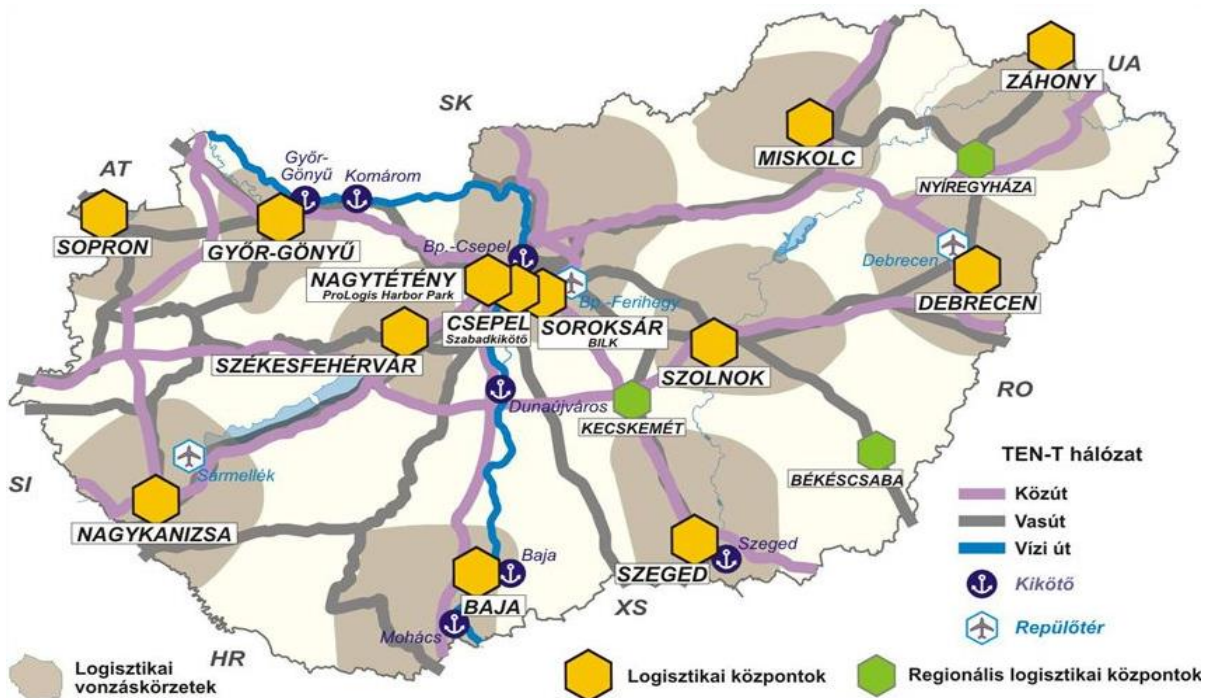 ZÁHONY
UA
SK
MISKOLC
AT
Győr-
Gönyű
Komárom
NYÍREGYHÁZA
SOPRON
GYŐR-GÖNYŰ
Bp.-Csepel
Debrecen
NAGYTÉTÉNY
ProLogis Harbor Park
Bp.-Ferihegy
DEBRECEN
CSEPEL
Szabadkikötő
SOROKSÁR
BILK
SZÉKESFEHÉRVÁR
SZOLNOK
RO
Dunaújváros
KECSKEMÉT
Sármellék
BÉKÉSCSABA
SI
NAGYKANIZSA
Szeged
SZEGED
Baja
BAJA
XS
Mohács
HR
TEN-T hálózat
Közút
Vasút
Vízi út
Kikötő
Repülőtér
Logisztikai
vonzáskörzetek
Logisztikai központok
Regionális logisztikai központok